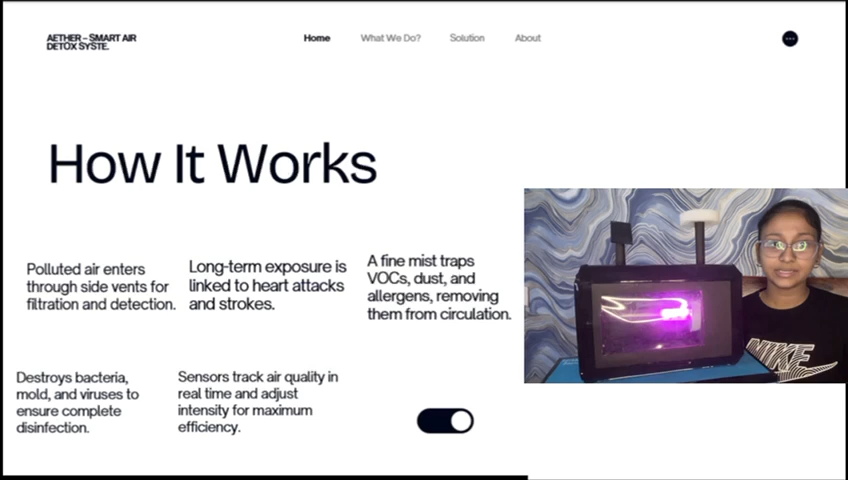 AETHER – SMART AIR
DETOX SYSTE.
Home
What We Do?
Solution
About
How It Works
Polluted air enters
through side vents for
filtration and detection.
Long-term exposure is
linked to heart attacks
and strokes.
A fine mist traps
VOCs, dust, and
allergens, removing
them from circulation.
Destroys bacteria,
mold, and viruses to
ensure complete
disinfection.
Sensors track air quality in
real time and adjust
intensity for maximum
efficiency.
NIKE